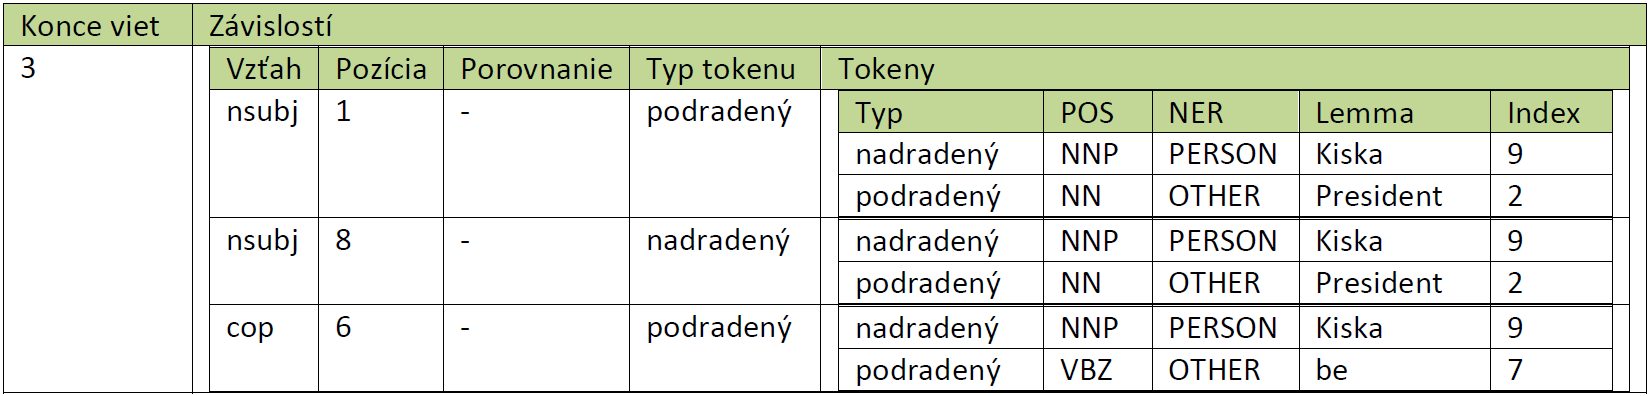 Konce viet Závislostí
3 Vzťah Pozícia Porovnanie Typ tokenu Tokeny
nsubj 1 - podradený Typ POS NER Lemma Index
nadradený NNP PERSON Kiska 9
podradený NN OTHER President 2
nsubj 8 - nadradený nadradený NNP PERSON Kiska 9
podradený NN OTHER President 2
cop 6 - podradený nadradený NNP PERSON Kiska 9
podradený VBZ OTHER be 7